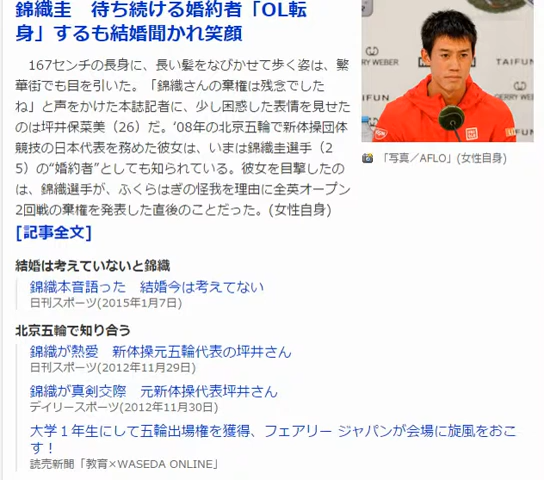 錦織圭　待ち続ける婚約者「OL転
身」するも結婚聞かれ笑顔
167センチの長身に、長い髪をなびかせて歩く姿は、繁
華街でも目を引いた。「錦織さんの棄権は残念でした
ね」と声をかけた本誌記者に、少し困惑した表情を見せた
のは坪井保菜美（26）だ。‘08年の北京五輪で新体操団体
競技の日本代表を務めた彼女は、いまは錦織圭選手（2
5）の“婚約者”としても知られている。彼女を目撃したの
は、錦織選手が、ふくらはぎの怪我を理由に全英オープン
2回戦の棄権を発表した直後のことだった。(女性自身)
[記事全文]
GERRY WEBER
TAIFUN
TAIFUN
GERRY WEBER
「写真／AFLO」(女性自身)
結婚は考えていないと錦織
錦織本音語った　結婚今は考えてない
日刊スポーツ(2015年1月7日)
北京五輪で知り合う
錦織が熱愛　新体操元五輪代表の坪井さん
日刊スポーツ(2012年11月29日)
錦織が真剣交際　元新体操代表坪井さん
デイリースポーツ(2012年11月30日)
大学１年生にして五輪出場権を獲得、フェアリー ジャパンが会場に旋風をおこ
す！
読売新聞「教育×WASEDA ONLINE」